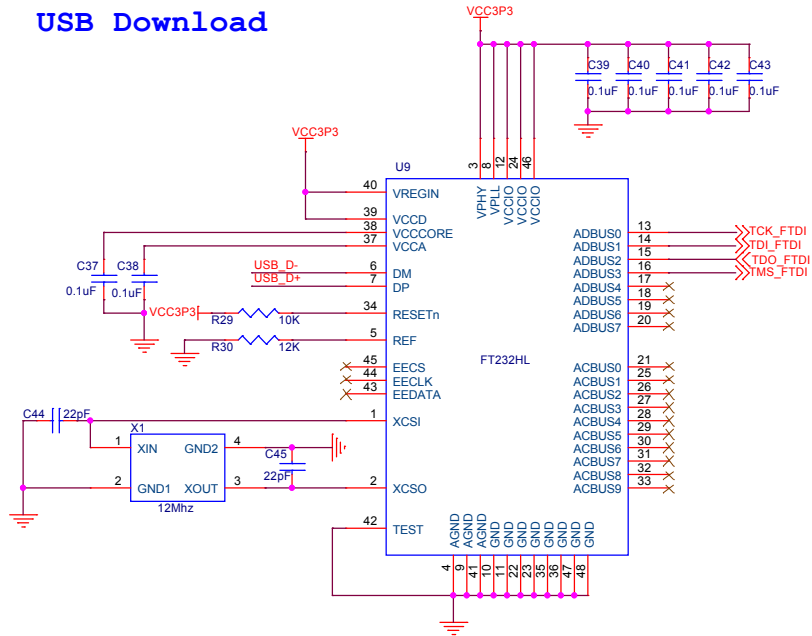 USB Download
VCC3P3
C39 C40 C41 C42 C43
0.1uF 0.1uF 0.1uF 0.1uF 0.1uF
VCC3P3
U9
3 8 12 24 46
VPHY VPLL VCCIO VCCIO VCCIO
40 VREGIN
39 VCCD
38 VCCCORE
37 VCCA
C37 C38
0.1uF 0.1uF
USB_D- 6 DM
USB_D+ 7 DP
VCC3P3 R29 10K 34 RESETn
R30 12K 5 REF
45 EECS
44 EECLK
43 EEDATA
FT232HL
ADBUS0 13 TCK_FTDI
ADBUS1 14 TDI_FTDI
ADBUS2 15 TDO_FTDI
ADBUS3 16 TMS_FTDI
ADBUS4 17
ADBUS5 18
ADBUS6 19
ADBUS7 20
ACBUS0 21
ACBUS1 25
ACBUS2 26
ACBUS3 27
ACBUS4 28
ACBUS5 29
ACBUS6 30
ACBUS7 31
ACBUS8 32
ACBUS9 33
C44 22pF 1 XCSI
X1
1 XIN GND2 4
2 GND1 XOUT 3
12Mhz
C45
22pF
2 XCSO
42 TEST
AGND AGND AGND GND GND GND GND GND GND GND GND
4 9 41 10 11 22 23 35 36 47 48